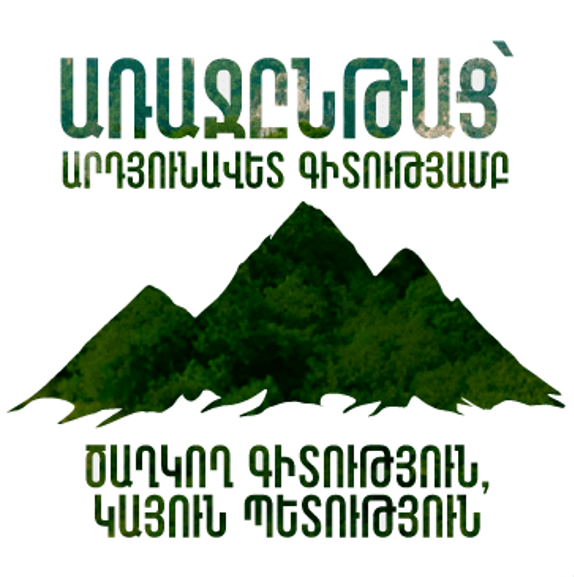 ԱՌԱՋԸՆԹԱՑ՝
ԱՐԴՅՈՒՆԱՎԵՏ ԳԻՏՈՒԹՅԱՄԲ
ԾԱՂԿՈՂ ԳԻՏՈՒԹՅՈՒՆ,
ԿԱՅՈՒՆ ՊԵՏՈՒԹՅՈՒՆ